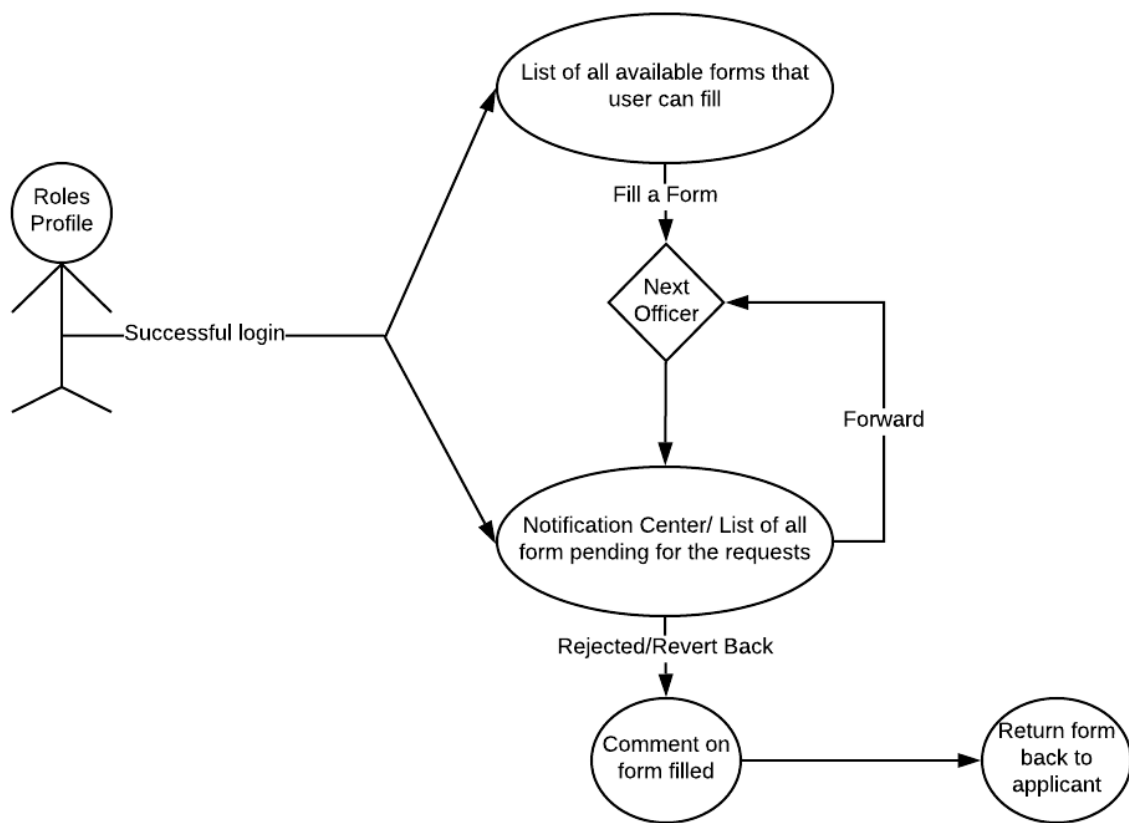 List of all available forms that
user can fill
Roles
Profile
Fill a Form
Next
Officer
Successful login
Forward
Notification Center/ List of all
form pending for the requests
Rejected/Revert Back
Comment on
form filled
Return form
back to
applicant